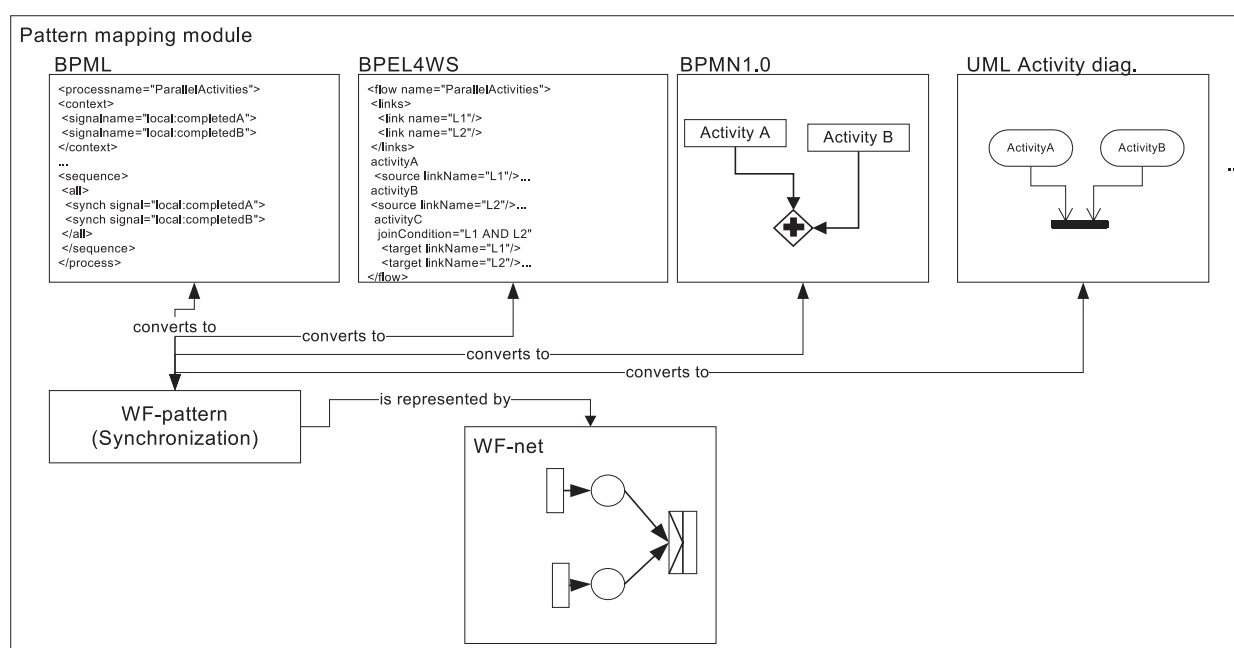 Pattern mapping module
BPML
<processname="ParallelActivities">
<context>
<signalname="local:completedA">
<signalname="local:completedB">
</context>
...
<sequence>
<all>
<synch signal="local:completedA">
<synch signal="local:completedB">
</all>
</sequence>
</process>
BPEL4WS
<flow name="ParallelActivities">
<links>
<link name="L1"/>
<link name="L2"/>
</links>
activityA
<source linkName="L1"/>...
activityB
<source linkName="L2"/>...
activityC
joinCondition="L1 AND L2"
<target linkName="L1"/>
<target linkName="L2"/>...
</flow>
BPMN1.0
Activity A
Activity B
UML Activity diag.
ActivityA
ActivityB
...
converts to
converts to
converts to
converts to
WF-pattern
(Synchronization)
is represented by
WF-net